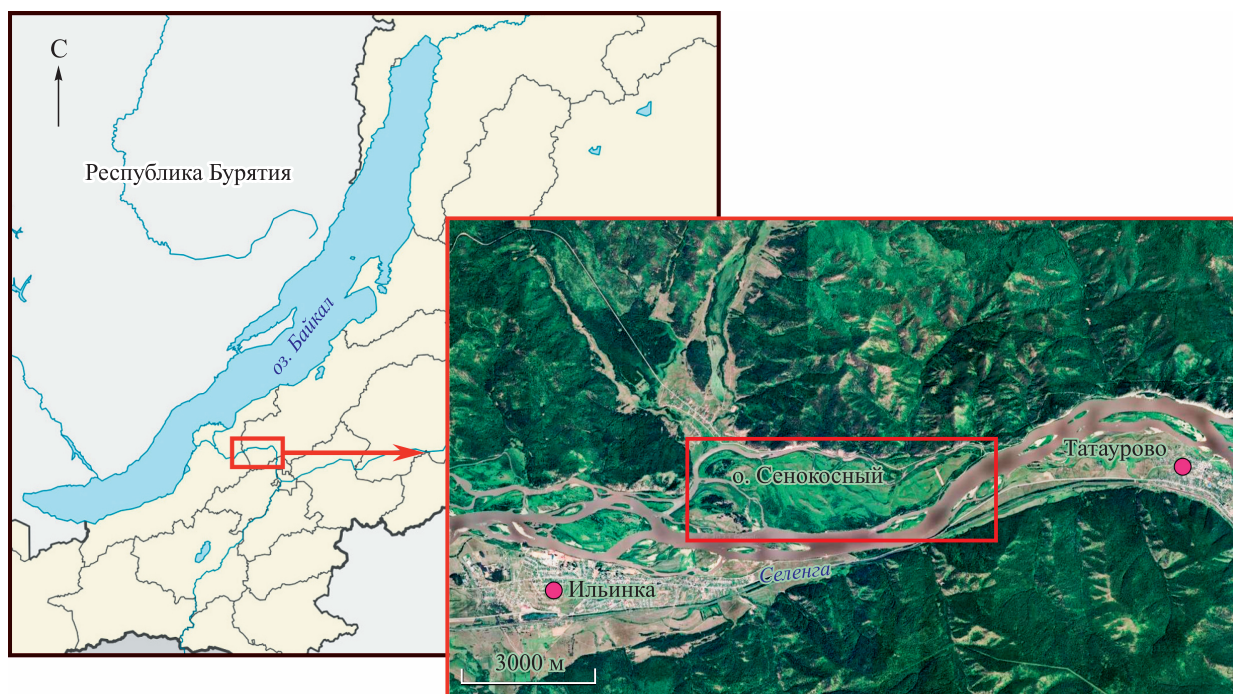 С
Республика Бурятия
оз. Байкал
Татаурово
о. Сенокосный
Селенга
Ильинка
3000 м